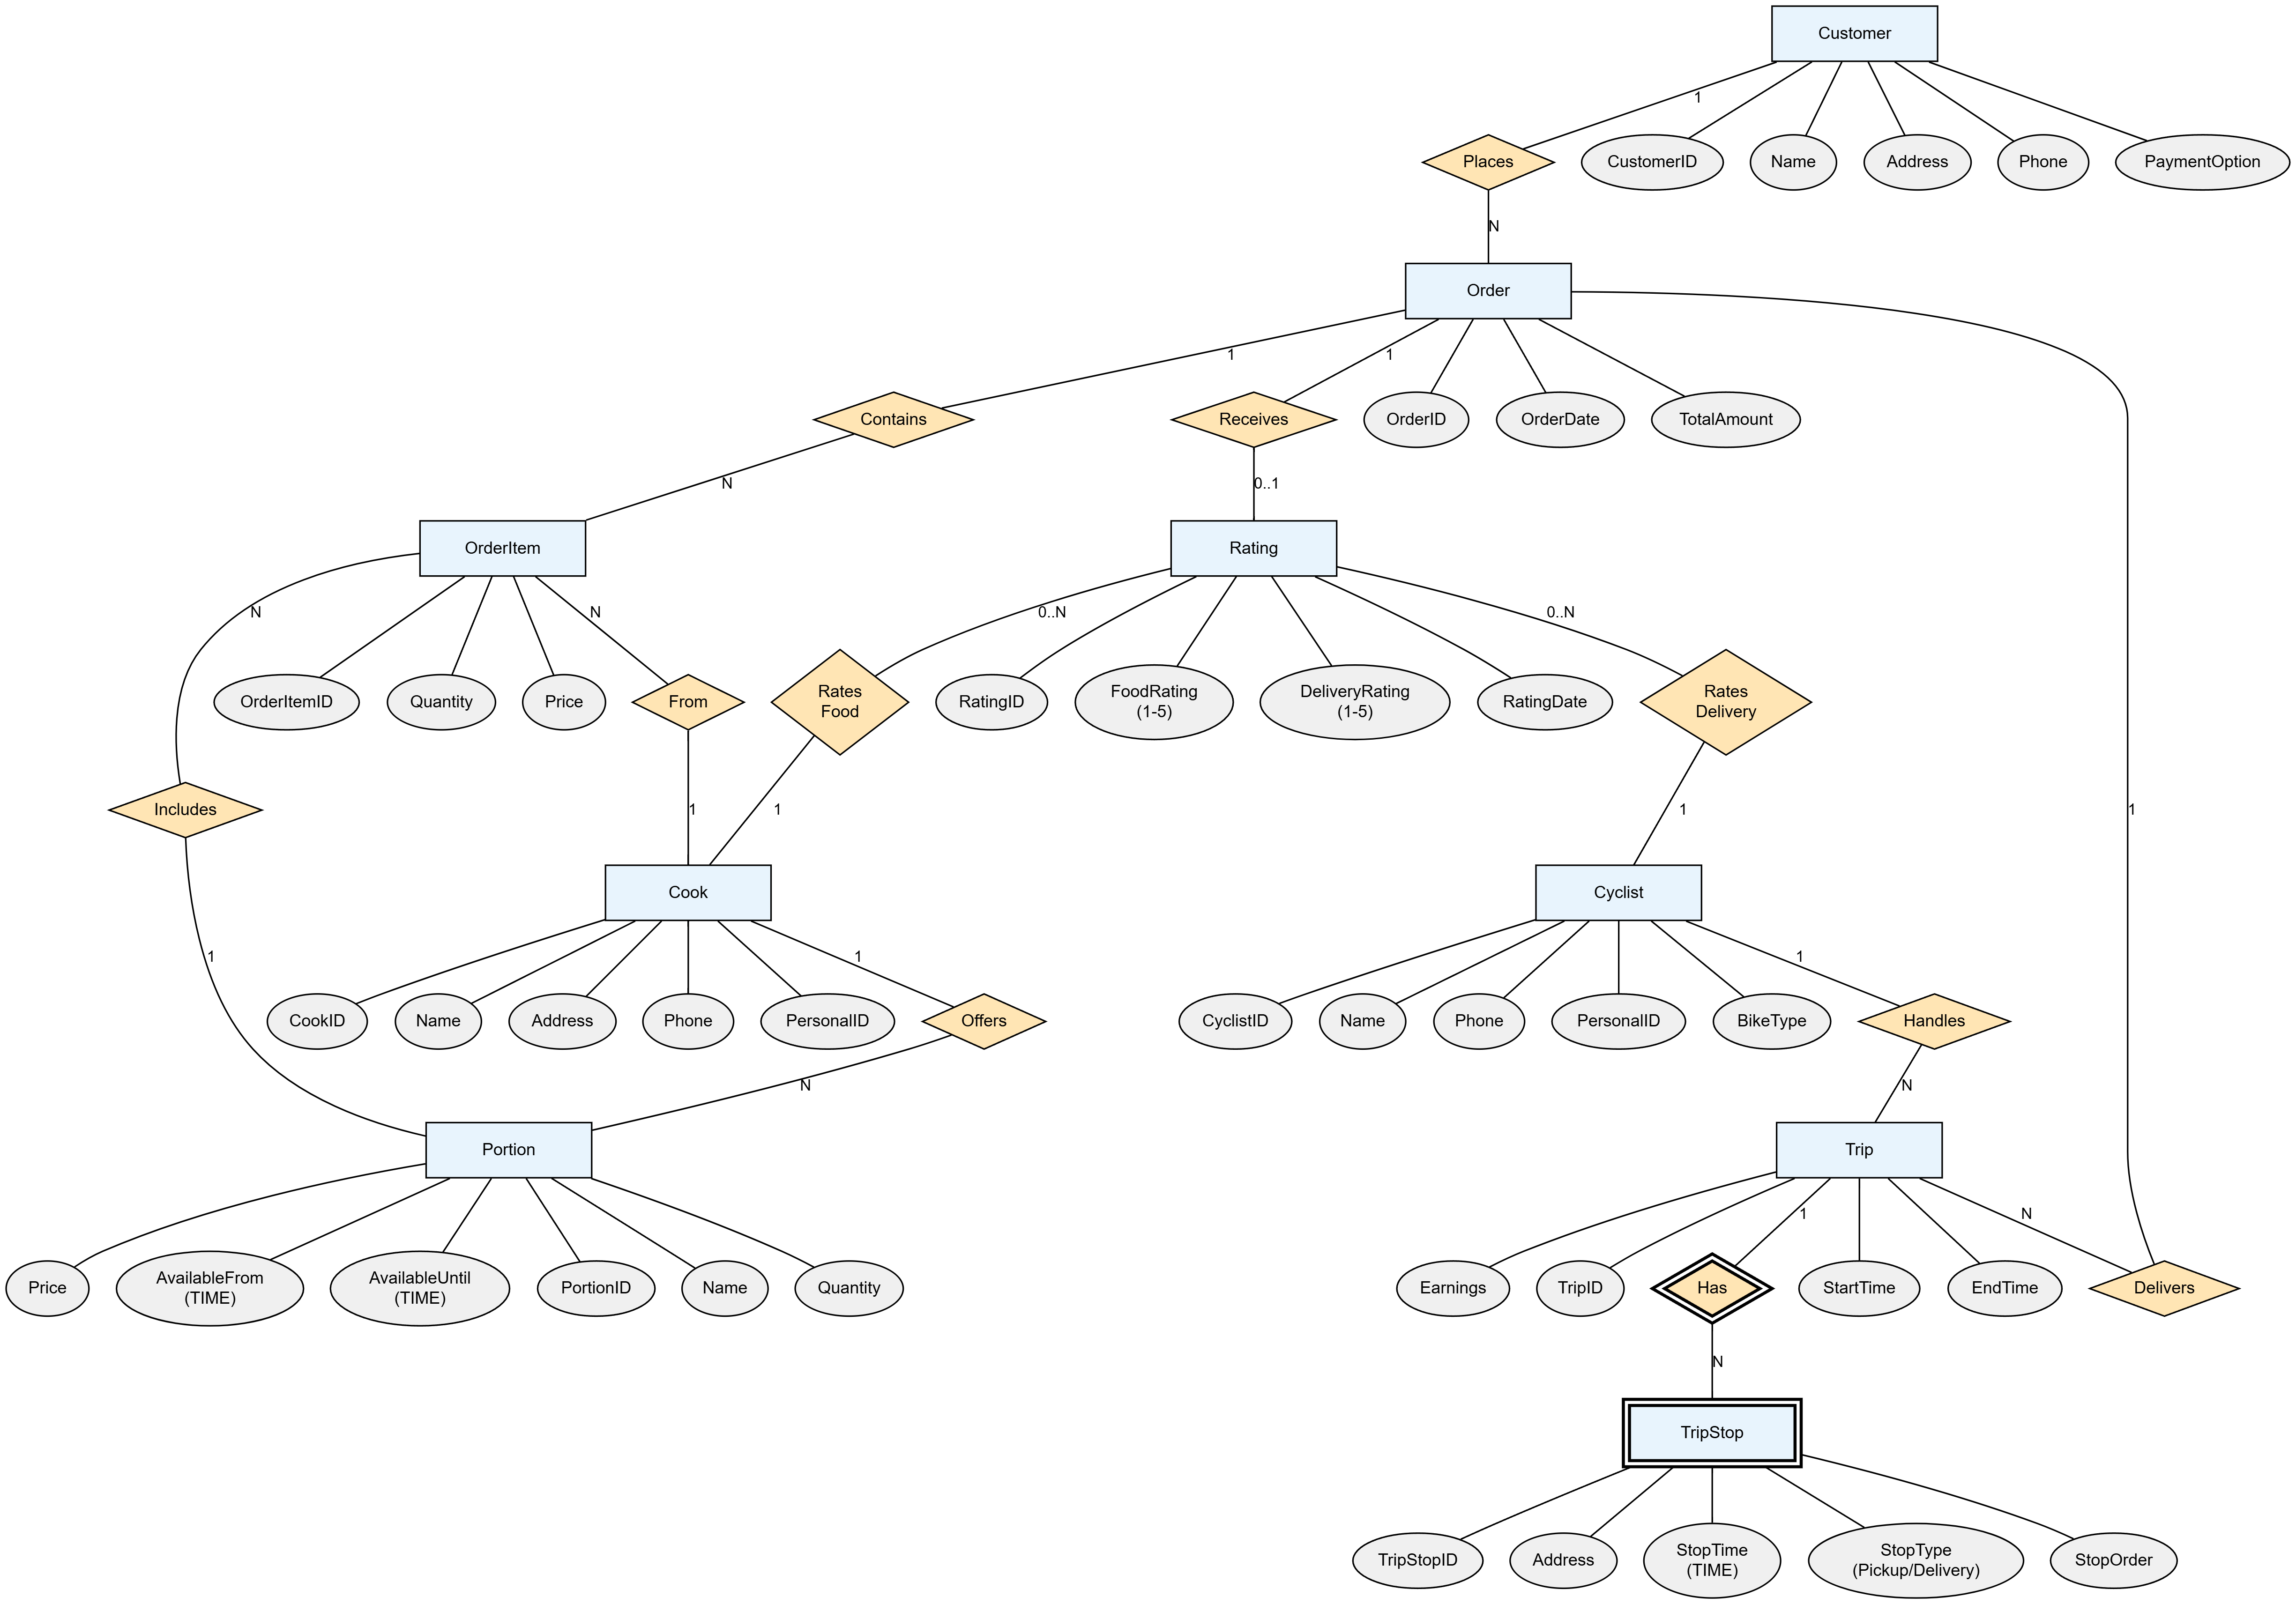 Customer
1
Places
CustomerID
Name
Address
Phone
PaymentOption
N
Order
1
1
Contains
Receives
OrderID
OrderDate
TotalAmount
N
0..1
OrderItem
Rating
N
N
0..N
0..N
OrderItemID
Quantity
Price
From
Rates
Food
RatingID
FoodRating
(1-5)
DeliveryRating
(1-5)
RatingDate
Rates
Delivery
Includes
1
1
1
1
Cook
Cyclist
1
1
1
CookID
Name
Address
Phone
PersonalID
Offers
CyclistID
Name
Phone
PersonalID
BikeType
Handles
N
N
Portion
Trip
1
N
Price
AvailableFrom
(TIME)
AvailableUntil
(TIME)
PortionID
Name
Quantity
Earnings
TripID
Has
StartTime
EndTime
Delivers
N
TripStop
TripStopID
Address
StopTime
(TIME)
StopType
(Pickup/Delivery)
StopOrder